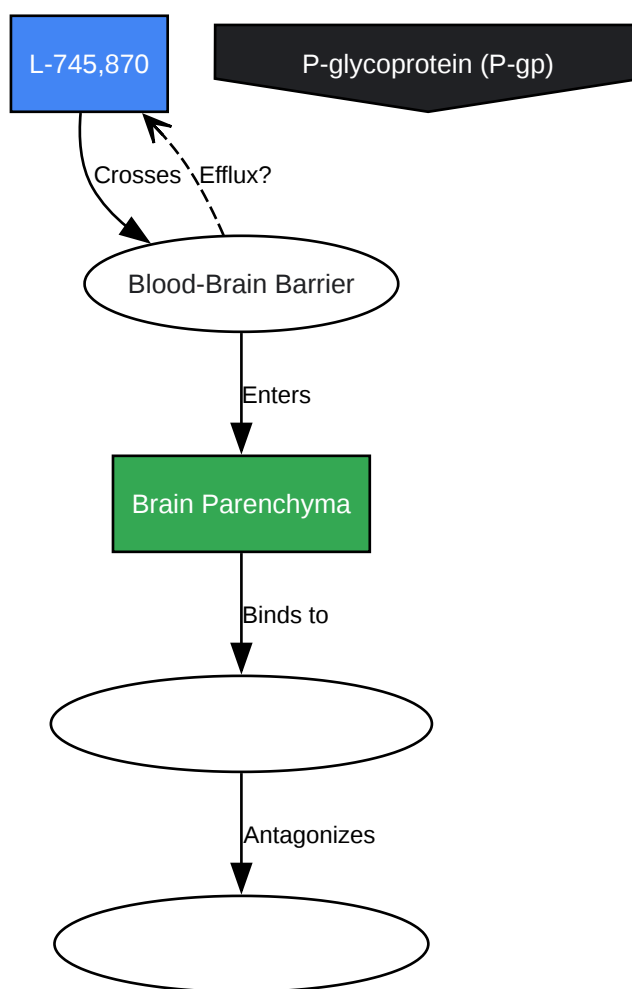 L-745,870
P-glycoprotein (P-gp)
Crosses
Efflux?
Blood-Brain Barrier
Enters
Brain Parenchyma
Binds to
Antagonizes